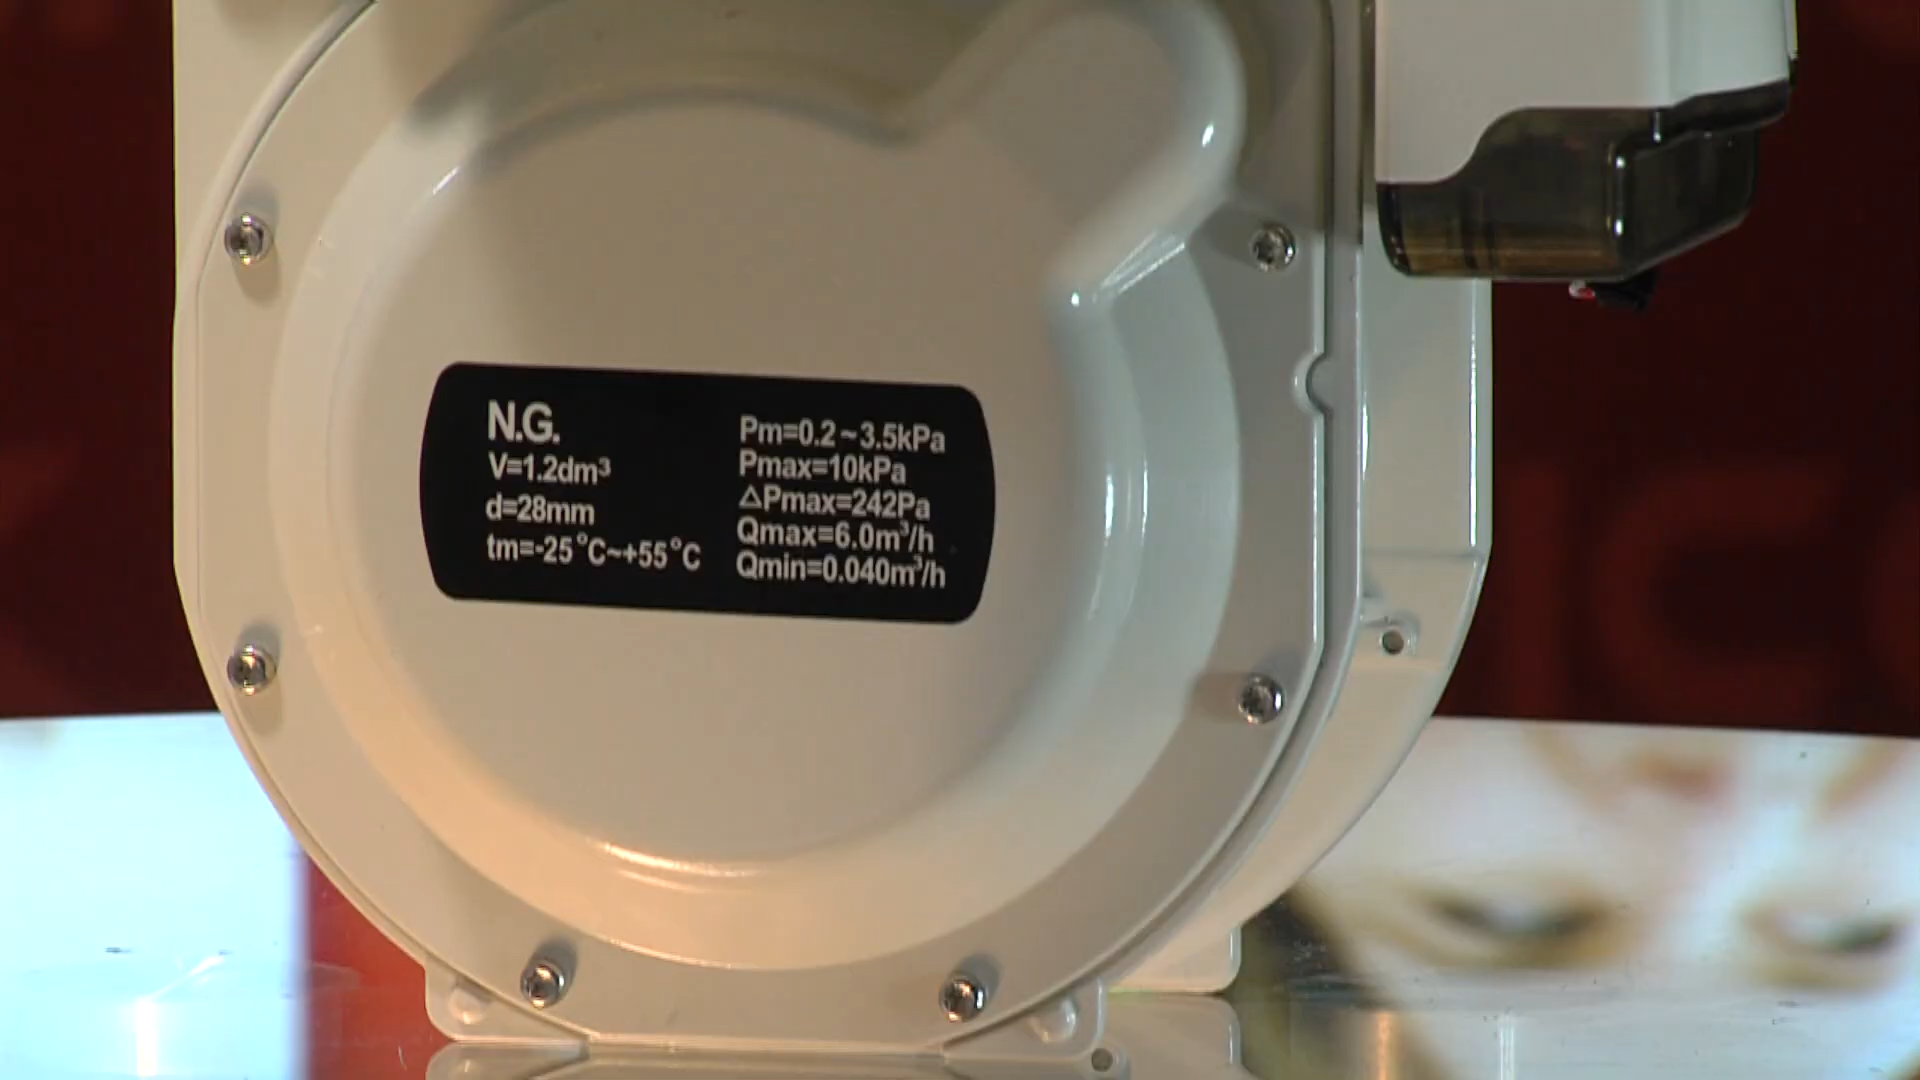 N.G.
V=1.2dm³
d=28mm
tm=-25°C~+55°C
Pm=0.2~3.5kPa
Pmax=10kPa
△Pmax=242Pa
Qmax=6.0m³/h
Qmin=0.040m³/h